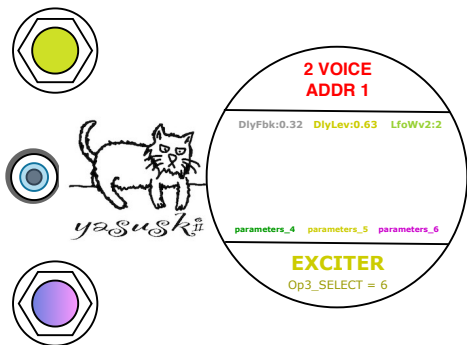 2 VOICE
ADDR 1
DlyFbk:0.32 DlyLev:0.63 LfoWv2:2
yasuski
II
parameters_4 parameters_5 parameters_6
EXCITER
Op3_SELECT = 6